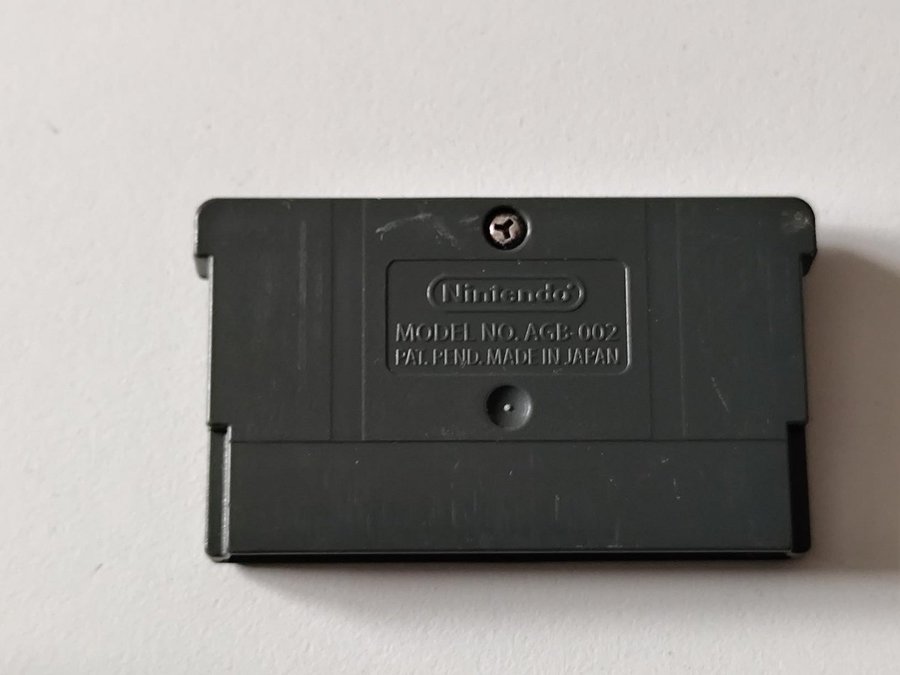 Nintendo
MODEL NO. AGB-002
PAT. PEND. MADE IN JAPAN